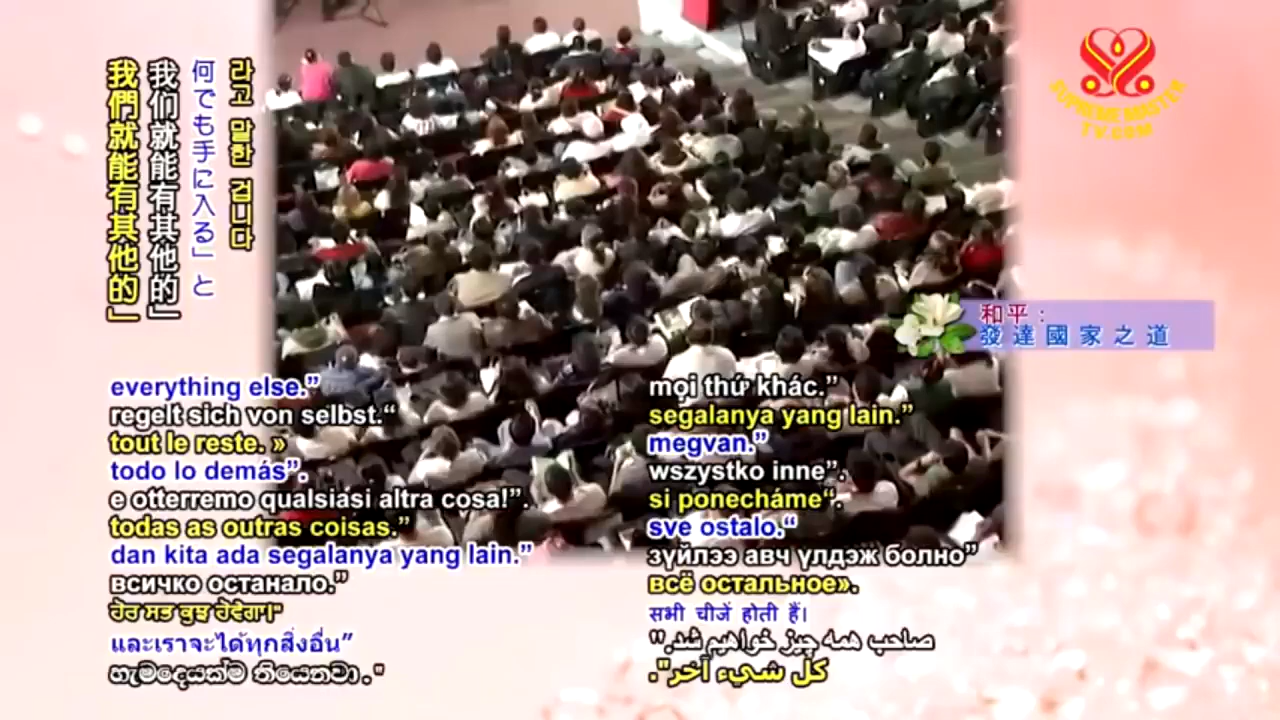 我們就能有其他的」
我们就能有其他的」
何でも手に入る」と
라고 말한 겁니다
SUPREME MASTER
TV.COM
和平：
發達國家之道
everything else.”
regelt sich von selbst.“
tout le reste. »
todo lo demás”.
e otterremo qualsiasi altra cosa!”.
todas as outras coisas.”
dan kita ada segalanya yang lain.”
всичко останало.”
ਹੋਰ ਸਭ ਕੁਝ ਹੋਵੇਗਾ।"
และเราจะได้ทุกสิ่งอื่น”
හැමදෙයක්ම තියෙනවා."
mọi thứ khác.”
segalanya yang lain.”
megvan.”
wszystko inne”.
si ponecháme“.
sve ostalo.“
зүйлээ авч үлдэж болно”
всё остальное».
सभी चीजें होती हैं।
صاحب همه چیز خواهیم شد."
كل شيء آخر".